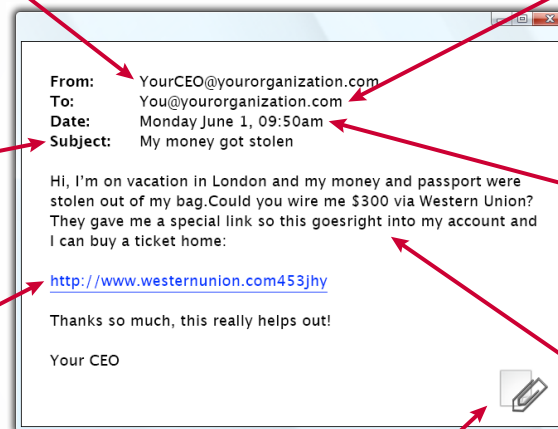 From: YourCEO@yourorganization.com
To: You@yourorganization.com
Date: Monday June 1, 09:50am
Subject: My money got stolen
Hi, I'm on vacation in London and my money and passport were
stolen out of my bag.Could you wire me $300 via Western Union?
They gave me a special link so this goesright into my account and
I can buy a ticket home:
http://www.westernunion.com453jhy
Thanks so much, this really helps out!
Your CEO